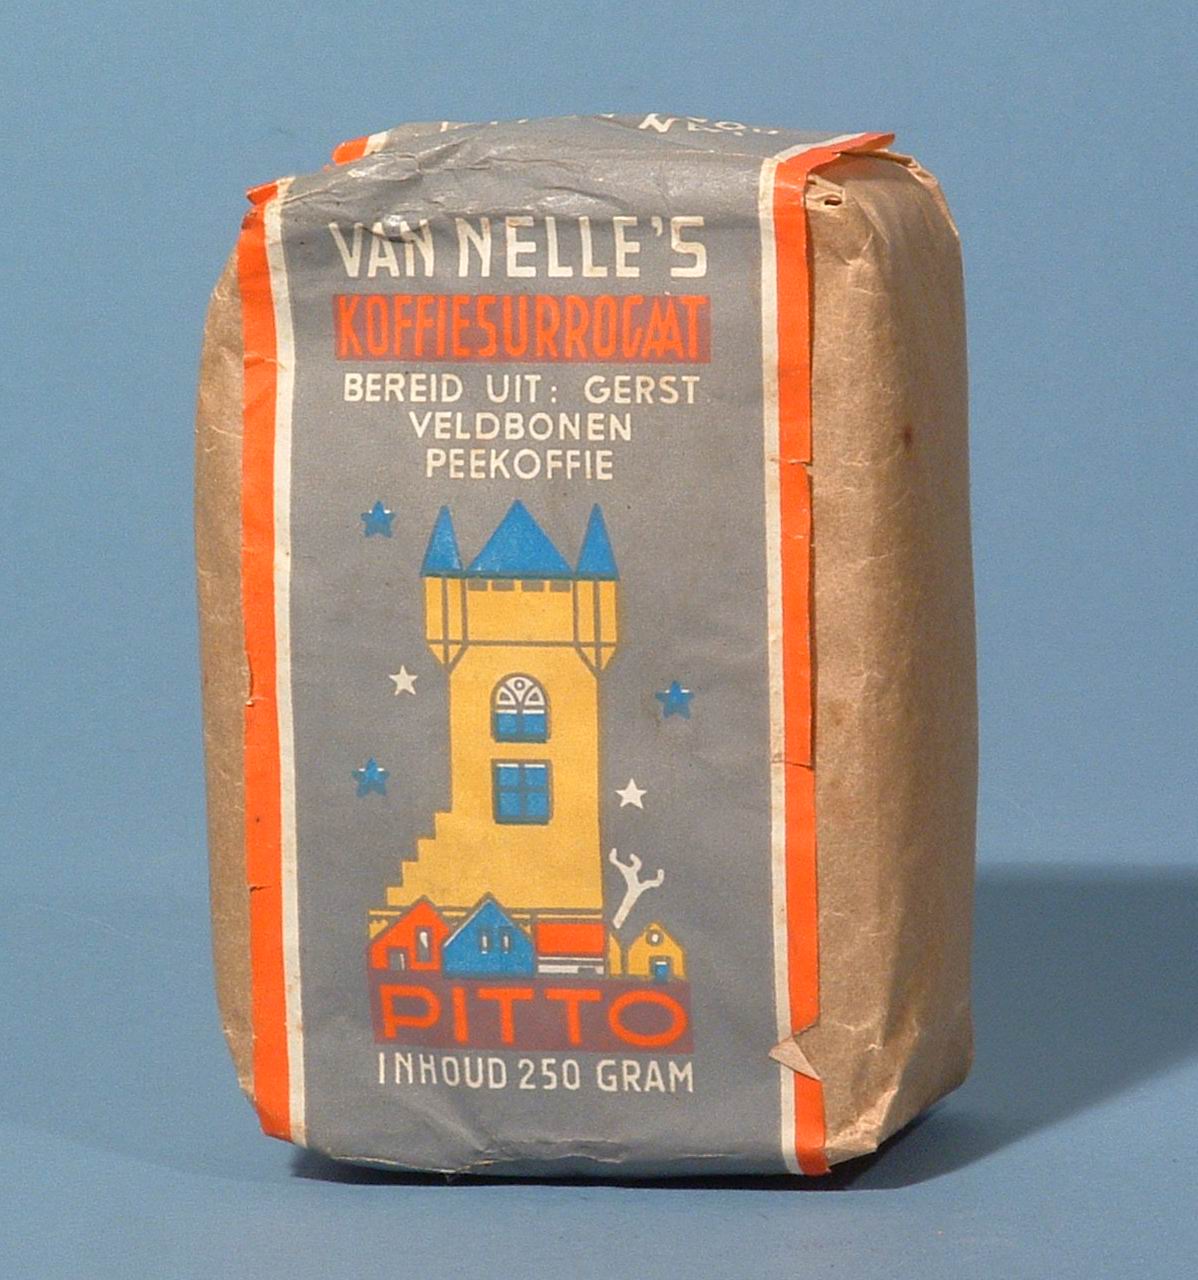 VAN NELLE'S
KOFFIESURROGAAT
BEREID UIT: GERST
VELDBONEN
PEEKOFFIE
PITTO
INHOUD 250 GRAM